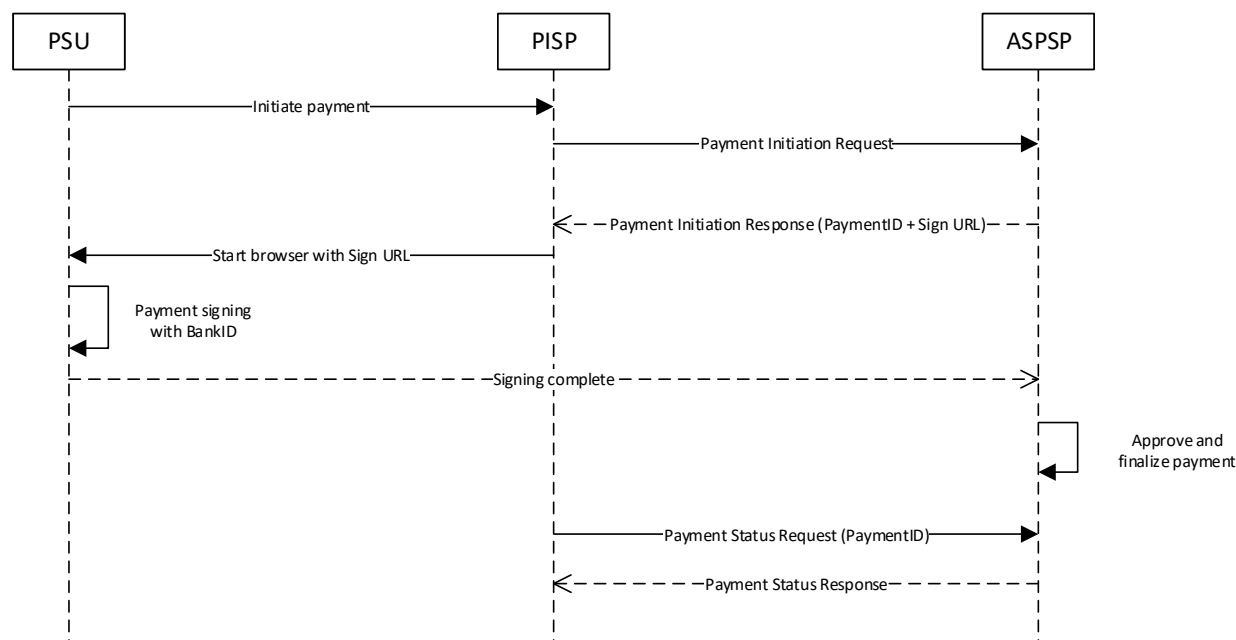 PSU
PISP
ASPSP
Initiate payment
Payment Initiation Request
Payment Initiation Response (PaymentID + Sign URL)
Start browser with Sign URL
Payment signing
with BankID
Signing complete
Approve and
finalize payment
Payment Status Request (PaymentID)
Payment Status Response